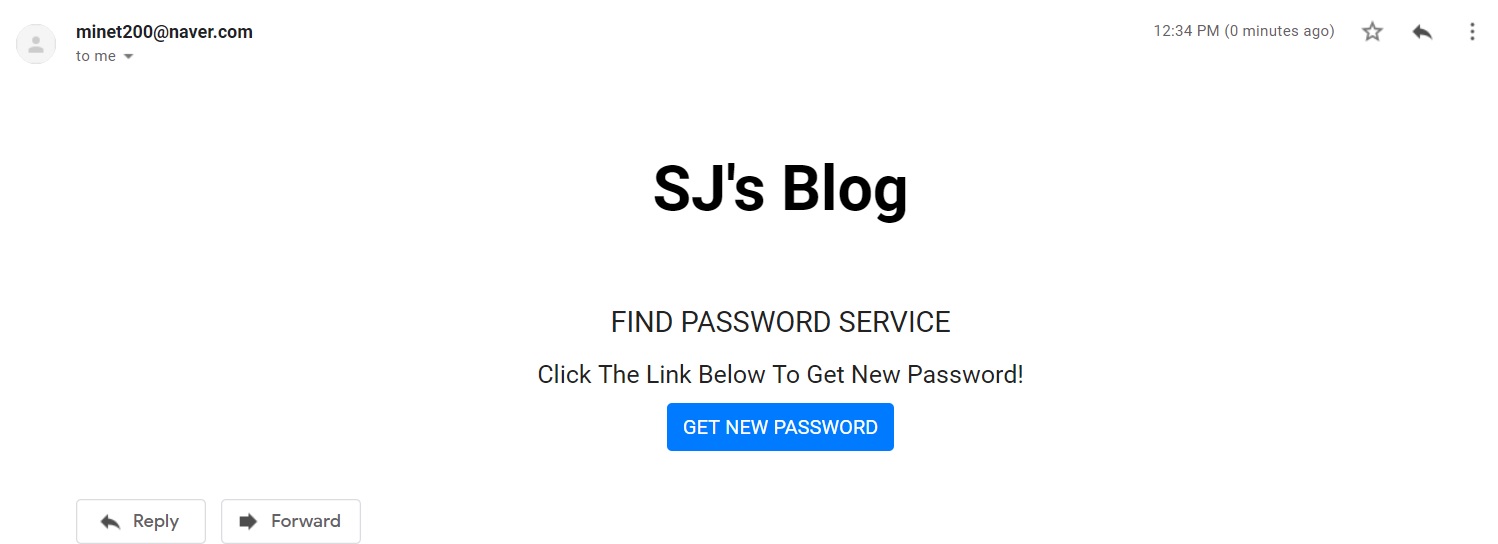 minet200@naver.com
12:34 PM (0 minutes ago)
to me
SJ's Blog
FIND PASSWORD SERVICE
Click The Link Below To Get New Password!
GET NEW PASSWORD
Reply
Forward